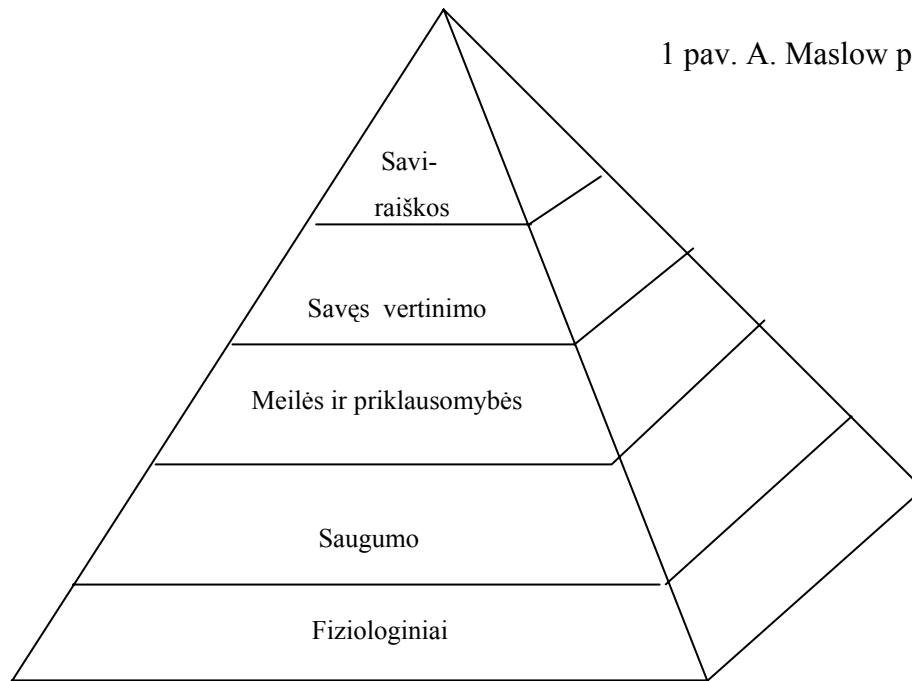 1 pav. A. Maslow p
Savi-
raiškos
Savęs vertinimo
Meilės ir priklausomybės
Saugumo
Fiziologiniai